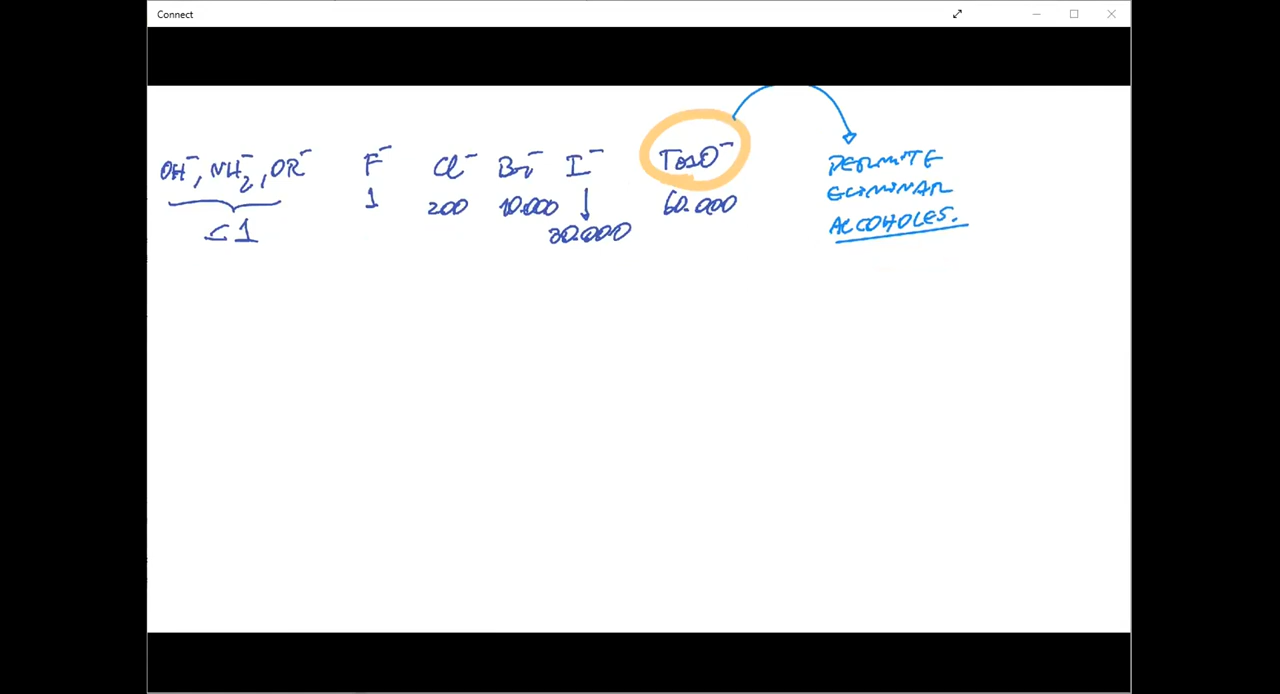 Connect
OH⁻, NH₂⁻, OR⁻ F⁻ Cl⁻ Br⁻ I⁻ TosO⁻
<1 1 200 10.000 30.000 60.000
PERMITE
ELIMINAR
ALCOHOLES.